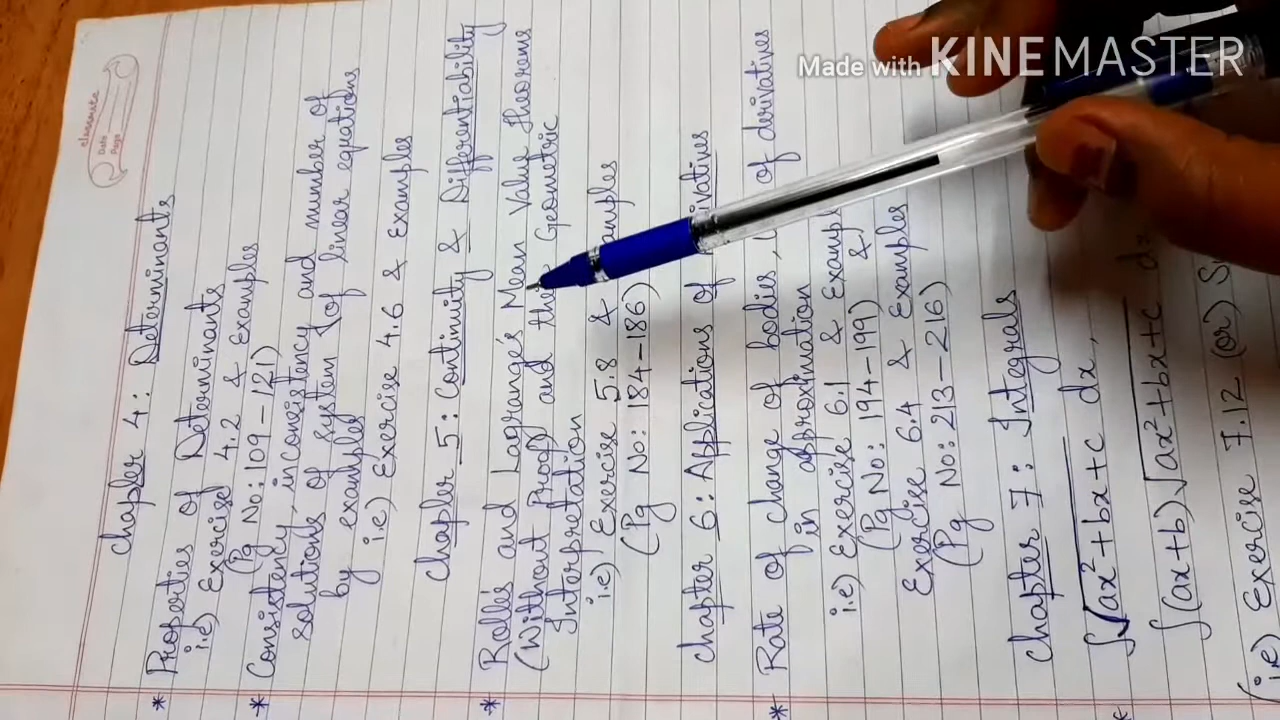 classmate
Date
Page
Chapter 4: Determinants
* Properties of Determinants
i.e) Exercise 4.2 & Examples
(Pg No: 109-121)
* Consistency, inconsistency and number of
solutions of system of linear equations
by examples
i.e) Exercise 4.6 & Examples
Chapter 5: Continuity & Differentiability
* Rolle's and Lagrange's Mean Value Theorems
(Without Proof) and Geometric
Interpretation
i.e) Exercise 5.8 &
(Pg No: 184-186)
Chapter 6: Applications of
* Rate of change of bodies, of derivatives
in approximation
i.e) Exercise 6.1 &
(Pg No: 194-199) &
Exercise 6.4 & Examples
(Pg No: 213-216)
Chapter 7: Integrals
* ∫√ax²+bx+c dx,
∫(ax+b)√ax²+bx+c
(i.e) Exercise 7.12 (or)
Made with KINEMASTER